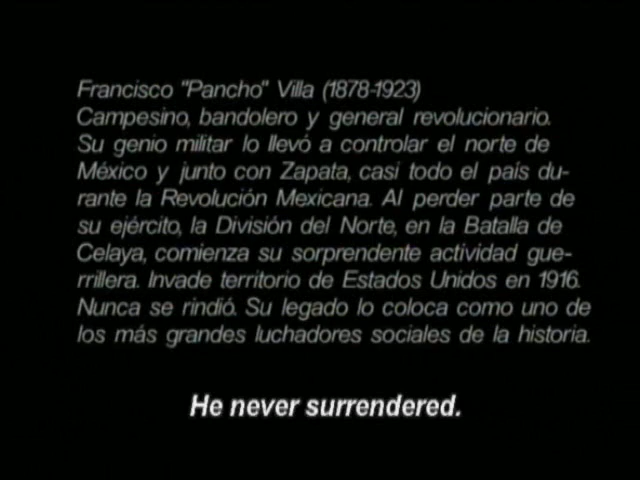 Francisco "Pancho" Villa (1878-1923)
Campesino, bandolero y general revolucionario.
Su genio militar lo llevó a controlar el norte de
México y junto con Zapata, casi todo el país du-
rante la Revolución Mexicana. Al perder parte de
su ejército, la División del Norte, en la Batalla de
Celaya, comienza su sorprendente actividad gue-
rrillera. Invade territorio de Estados Unidos en 1916.
Nunca se rindió. Su legado lo coloca como uno de
los más grandes luchadores sociales de la historia.
He never surrendered.